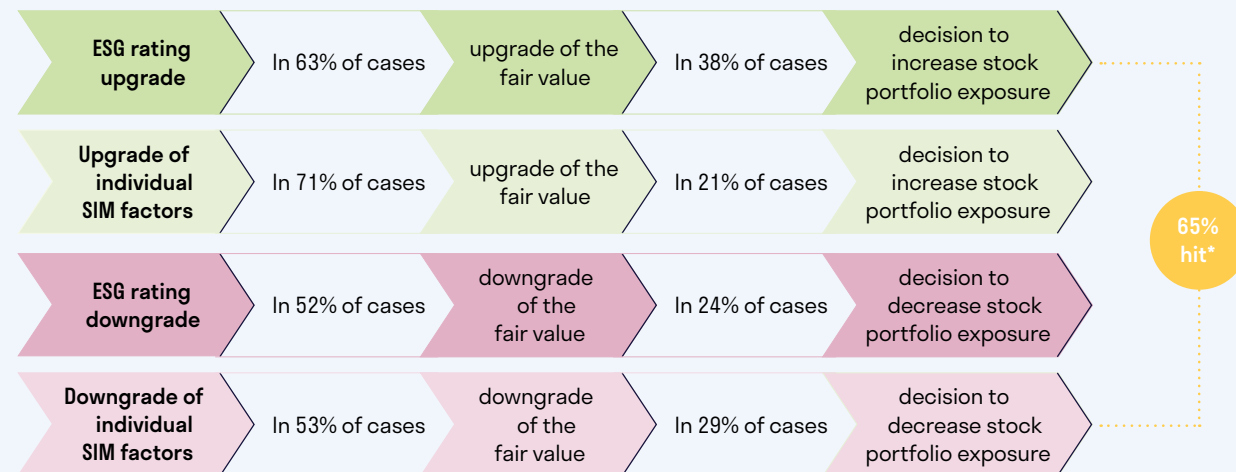 ESG rating
upgrade
In 63% of cases
upgrade of the
fair value
In 38% of cases
decision to
increase stock
portfolio exposure
Upgrade of
individual
SIM factors
In 71% of cases
upgrade of the
fair value
In 21% of cases
decision to
increase stock
portfolio exposure
65%
hit*
ESG rating
downgrade
In 52% of cases
downgrade
of the
fair value
In 24% of cases
decision to
decrease stock
portfolio exposure
Downgrade of
individual
SIM factors
In 53% of cases
downgrade
of the
fair value
In 29% of cases
decision to
decrease stock
portfolio exposure